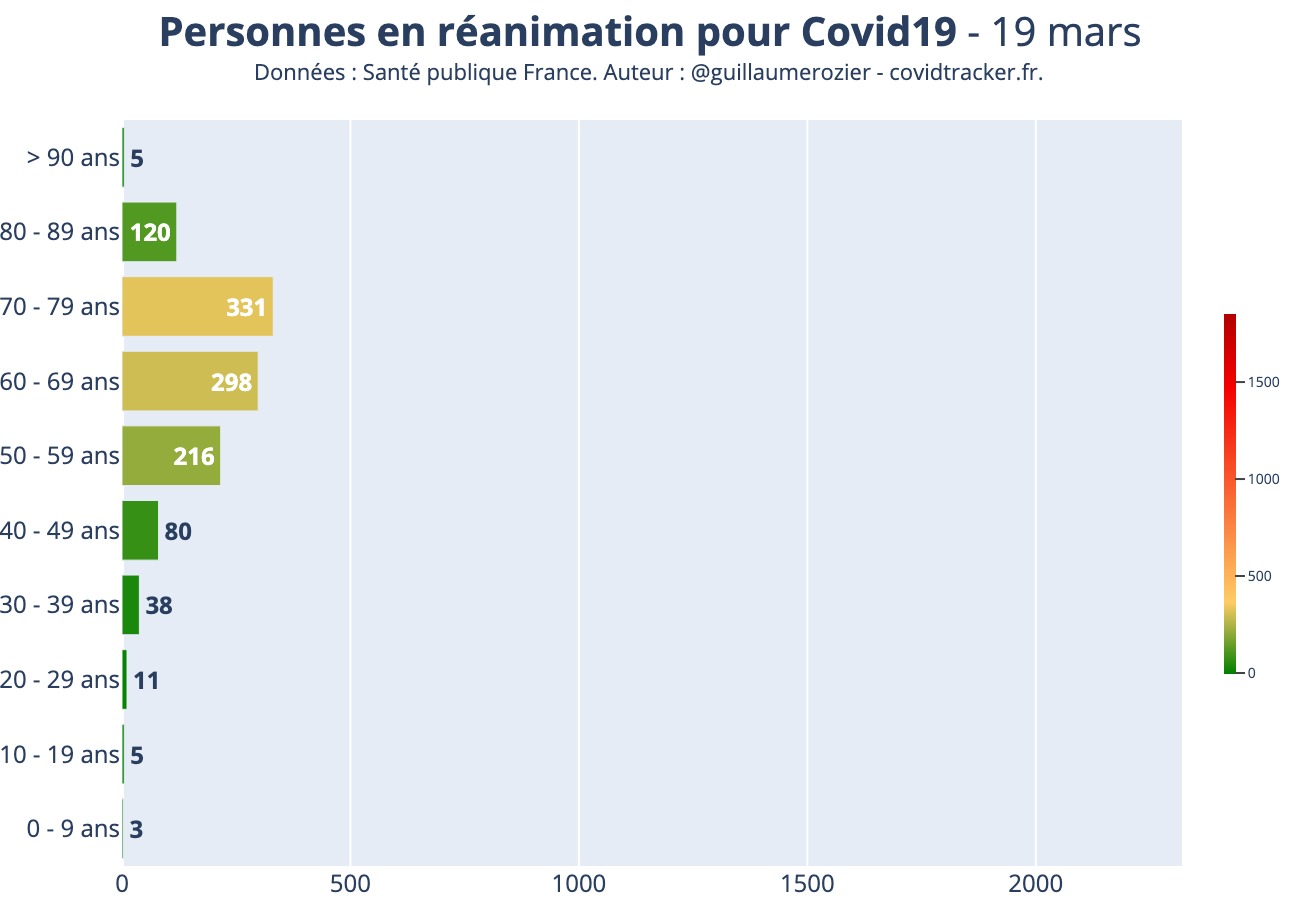 Personnes en réanimation pour Covid19 - 19 mars
Données : Santé publique France. Auteur : @guillaumerozier - covidtracker.fr.
> 90 ans 5
80 - 89 ans 120
70 - 79 ans 331
60 - 69 ans 298
50 - 59 ans 216
40 - 49 ans 80
30 - 39 ans 38
20 - 29 ans 11
10 - 19 ans 5
0 - 9 ans 3
0 500 1000 1500 2000
1500
1000
500
0